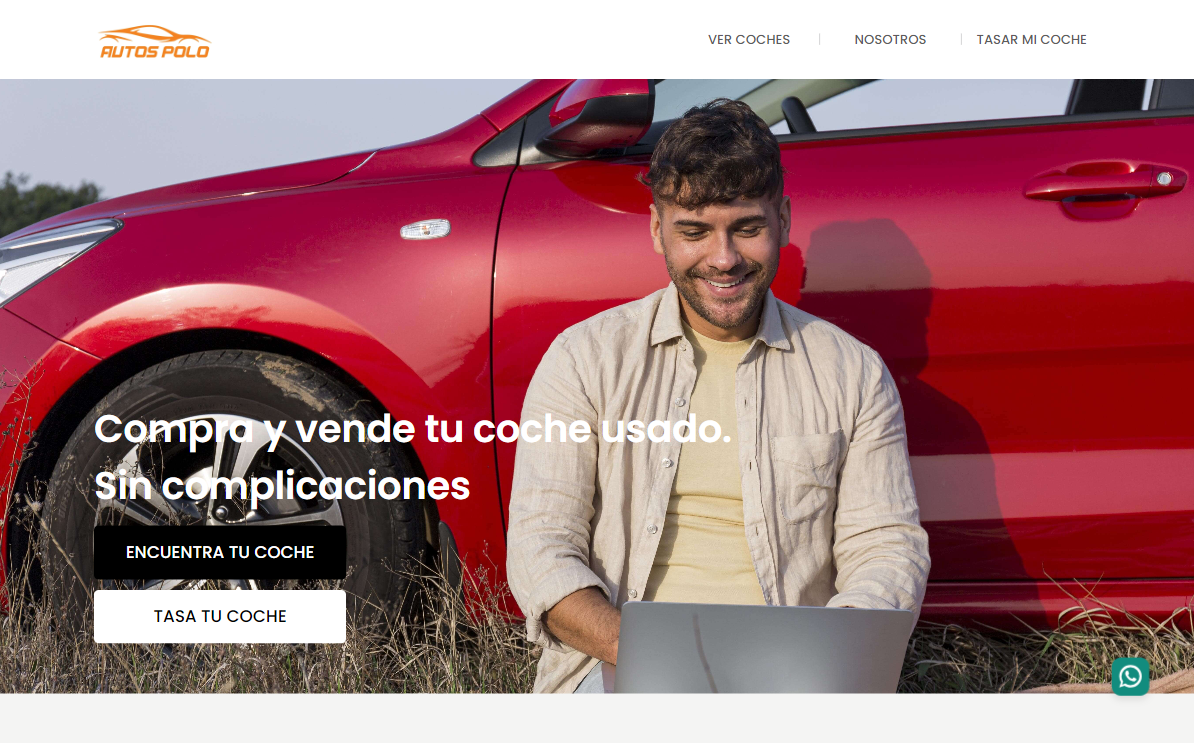 AUTOS POLO
VER COCHES
NOSOTROS
TASAR MI COCHE
Compra y vende tu coche usado.
Sin complicaciones
ENCUENTRA TU COCHE
TASA TU COCHE